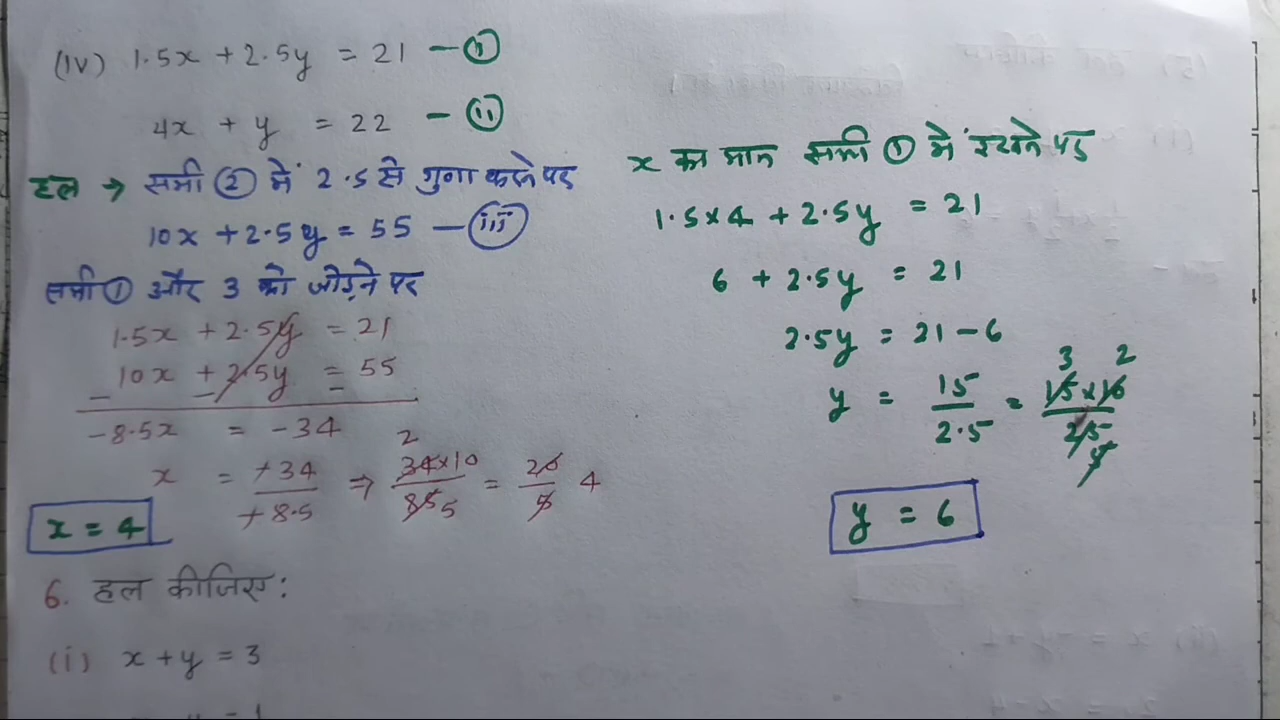 (iv) 1.5x + 2.5y = 21 — (i)
4x + y = 22 — (ii)
हल → समी (2) में 2.5 से गुणा करने पर
10x + 2.5y = 55 — (iii)
समी (1) और 3 को जोड़ने पर
1.5x + 2.5y = 21
10x + 2.5y = 55
− − −
-8.5x = -34
x = +34/+8.5 ⇒ 34×10/85 = 20/5 4
2
5
x = 4
6. हल कीजिए:
(i) x + y = 3
x का मान समी (1) में रखने पर
1.5×4 + 2.5y = 21
6 + 2.5y = 21
2.5y = 21 - 6
3 2
y = 15/2.5 = 15×10/25
y = 6